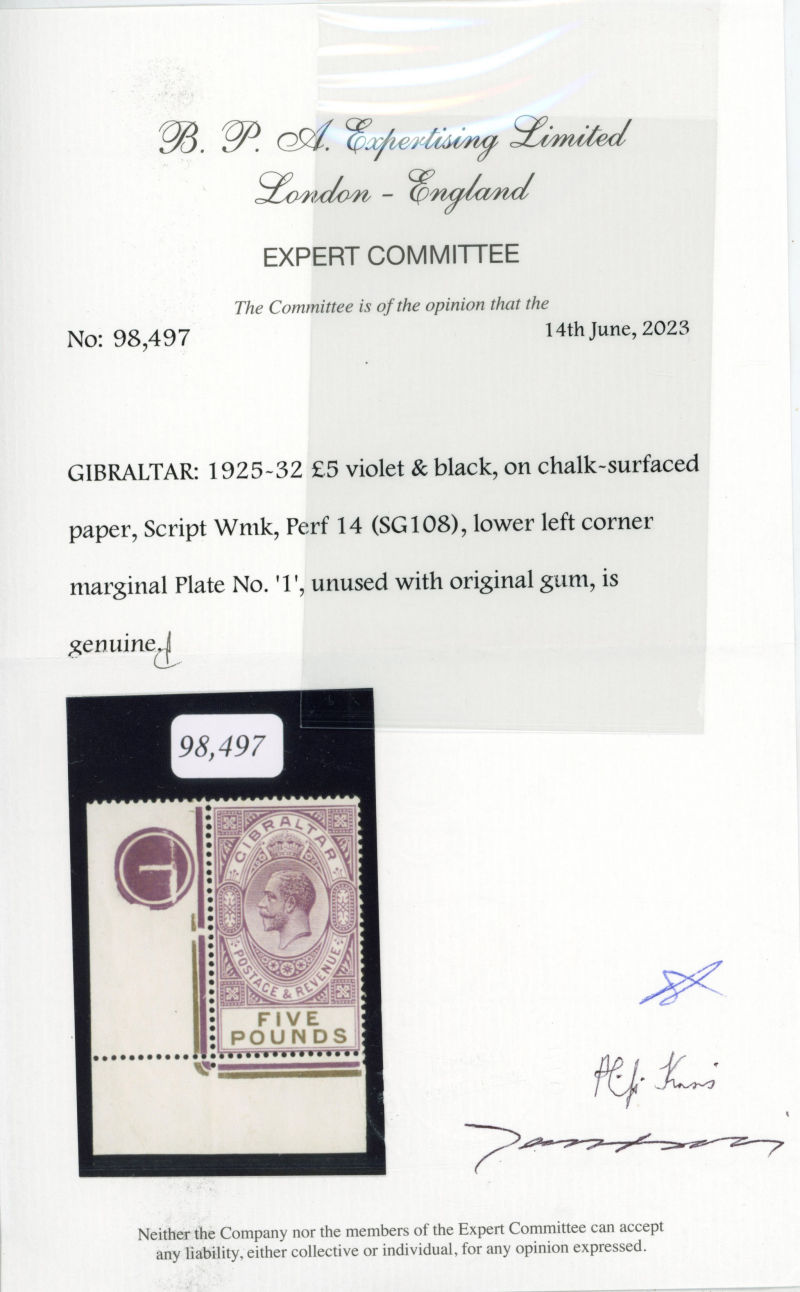 B. P. A. Expertising Limited
London - England
EXPERT COMMITTEE
The Committee is of the opinion that the
No: 98,497
14th June, 2023
GIBRALTAR: 1925-32 £5 violet & black, on chalk-surfaced
paper, Script Wmk, Perf 14 (SG108), lower left corner
marginal Plate No. '1', unused with original gum, is
genuine.
98,497
1
GIBRALTAR
POSTAGE & REVENUE
FIVE
POUNDS
Neither the Company nor the members of the Expert Committee can accept
any liability, either collective or individual, for any opinion expressed.